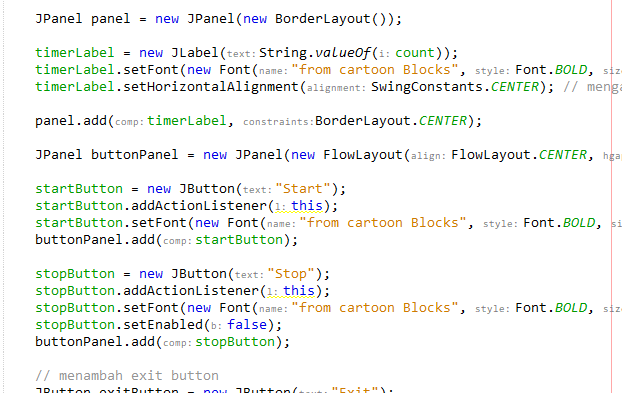 JPanel panel = new JPanel(new BorderLayout());
timerLabel = new JLabel(text: String.valueOf(i: count));
timerLabel.setFont(new Font(name: "from cartoon Blocks", style: Font.BOLD, siz
timerLabel.setHorizontalAlignment(alignment: SwingConstants.CENTER); // menga
panel.add(comp: timerLabel, constraints: BorderLayout.CENTER);
JPanel buttonPanel = new JPanel(new FlowLayout(align: FlowLayout.CENTER, hga
startButton = new JButton(text: "Start");
startButton.addActionListener(l: this);
startButton.setFont(new Font(name: "from cartoon Blocks", style: Font.BOLD, si
buttonPanel.add(comp: startButton);
stopButton = new JButton(text: "Stop");
stopButton.addActionListener(l: this);
stopButton.setFont(new Font(name: "from cartoon Blocks", style: Font.BOLD, siz
stopButton.setEnabled(b: false);
buttonPanel.add(comp: stopButton);
// menambah exit button
JButton exitButton = new JButton(text: "Exit");